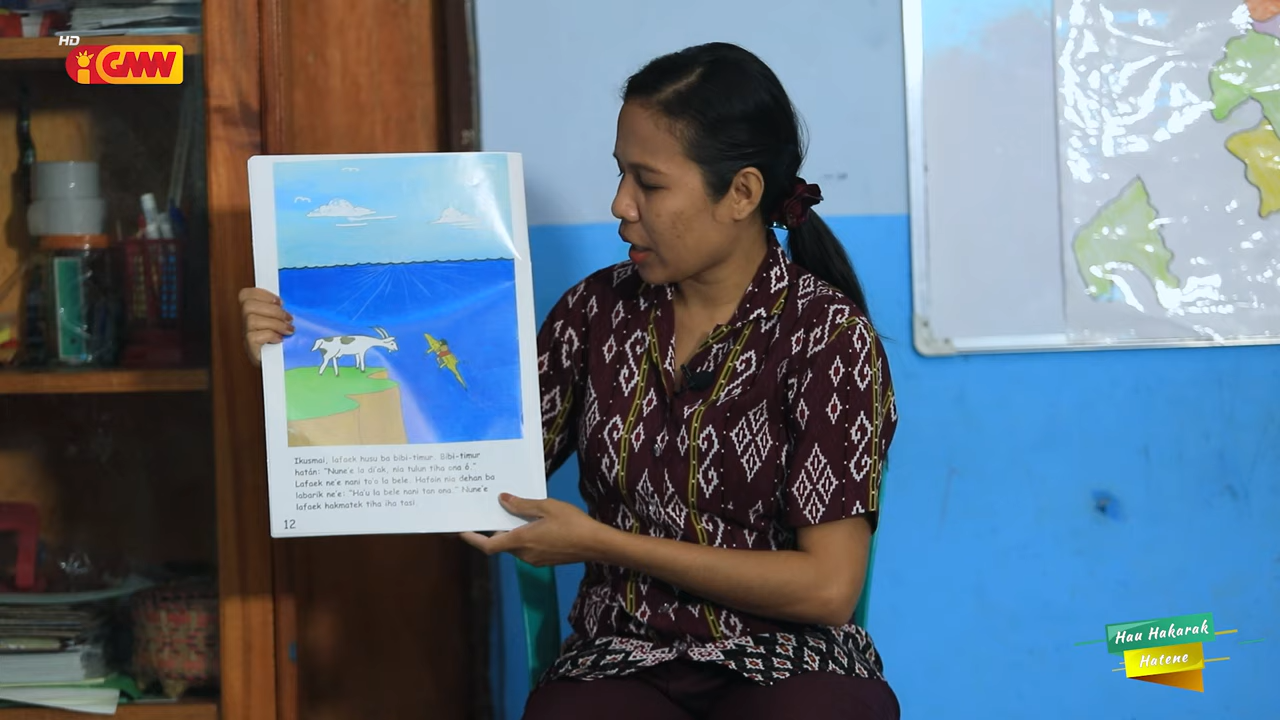 HD
iGMN
Ikusmai, lafaek husu ba bibi-timur. Bibi-timur
hatán: "Nune'e la di'ak, nia tulun tiha ona ó."
Lafaek ne'e nani to'o la bele. Hafoin nia dehan ba
labarik ne'e: "Ha'u la bele nani tan ona." Nune'e
lafaek hakmatek tiha iha tasi.
12
Hau Hakarak
Hatene